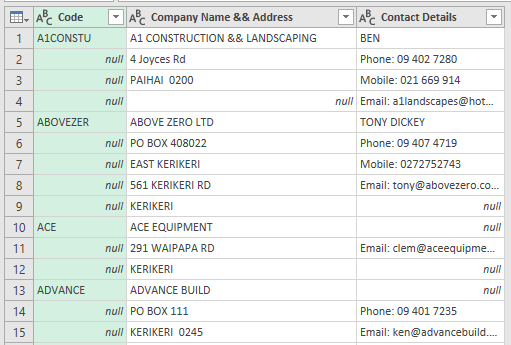 Code Company Name && Address Contact Details
1 A1CONSTU A1 CONSTRUCTION && LANDSCAPING BEN
2 null 4 Joyces Rd Phone: 09 402 7280
3 null PAIHAI 0200 Mobile: 021 669 914
4 null null Email: a1landscapes@hot...
5 ABOVEZER ABOVE ZERO LTD TONY DICKEY
6 null PO BOX 408022 Phone: 09 407 4719
7 null EAST KERIKERI Mobile: 0272752743
8 null 561 KERIKERI RD Email: tony@abovezero.co...
9 null KERIKERI null
10 ACE ACE EQUIPMENT null
11 null 291 WAIPAPA RD Email: clem@aceequipme...
12 null KERIKERI null
13 ADVANCE ADVANCE BUILD null
14 null PO BOX 111 Phone: 09 401 7235
15 null KERIKERI 0245 Email: ken@advancebuild....